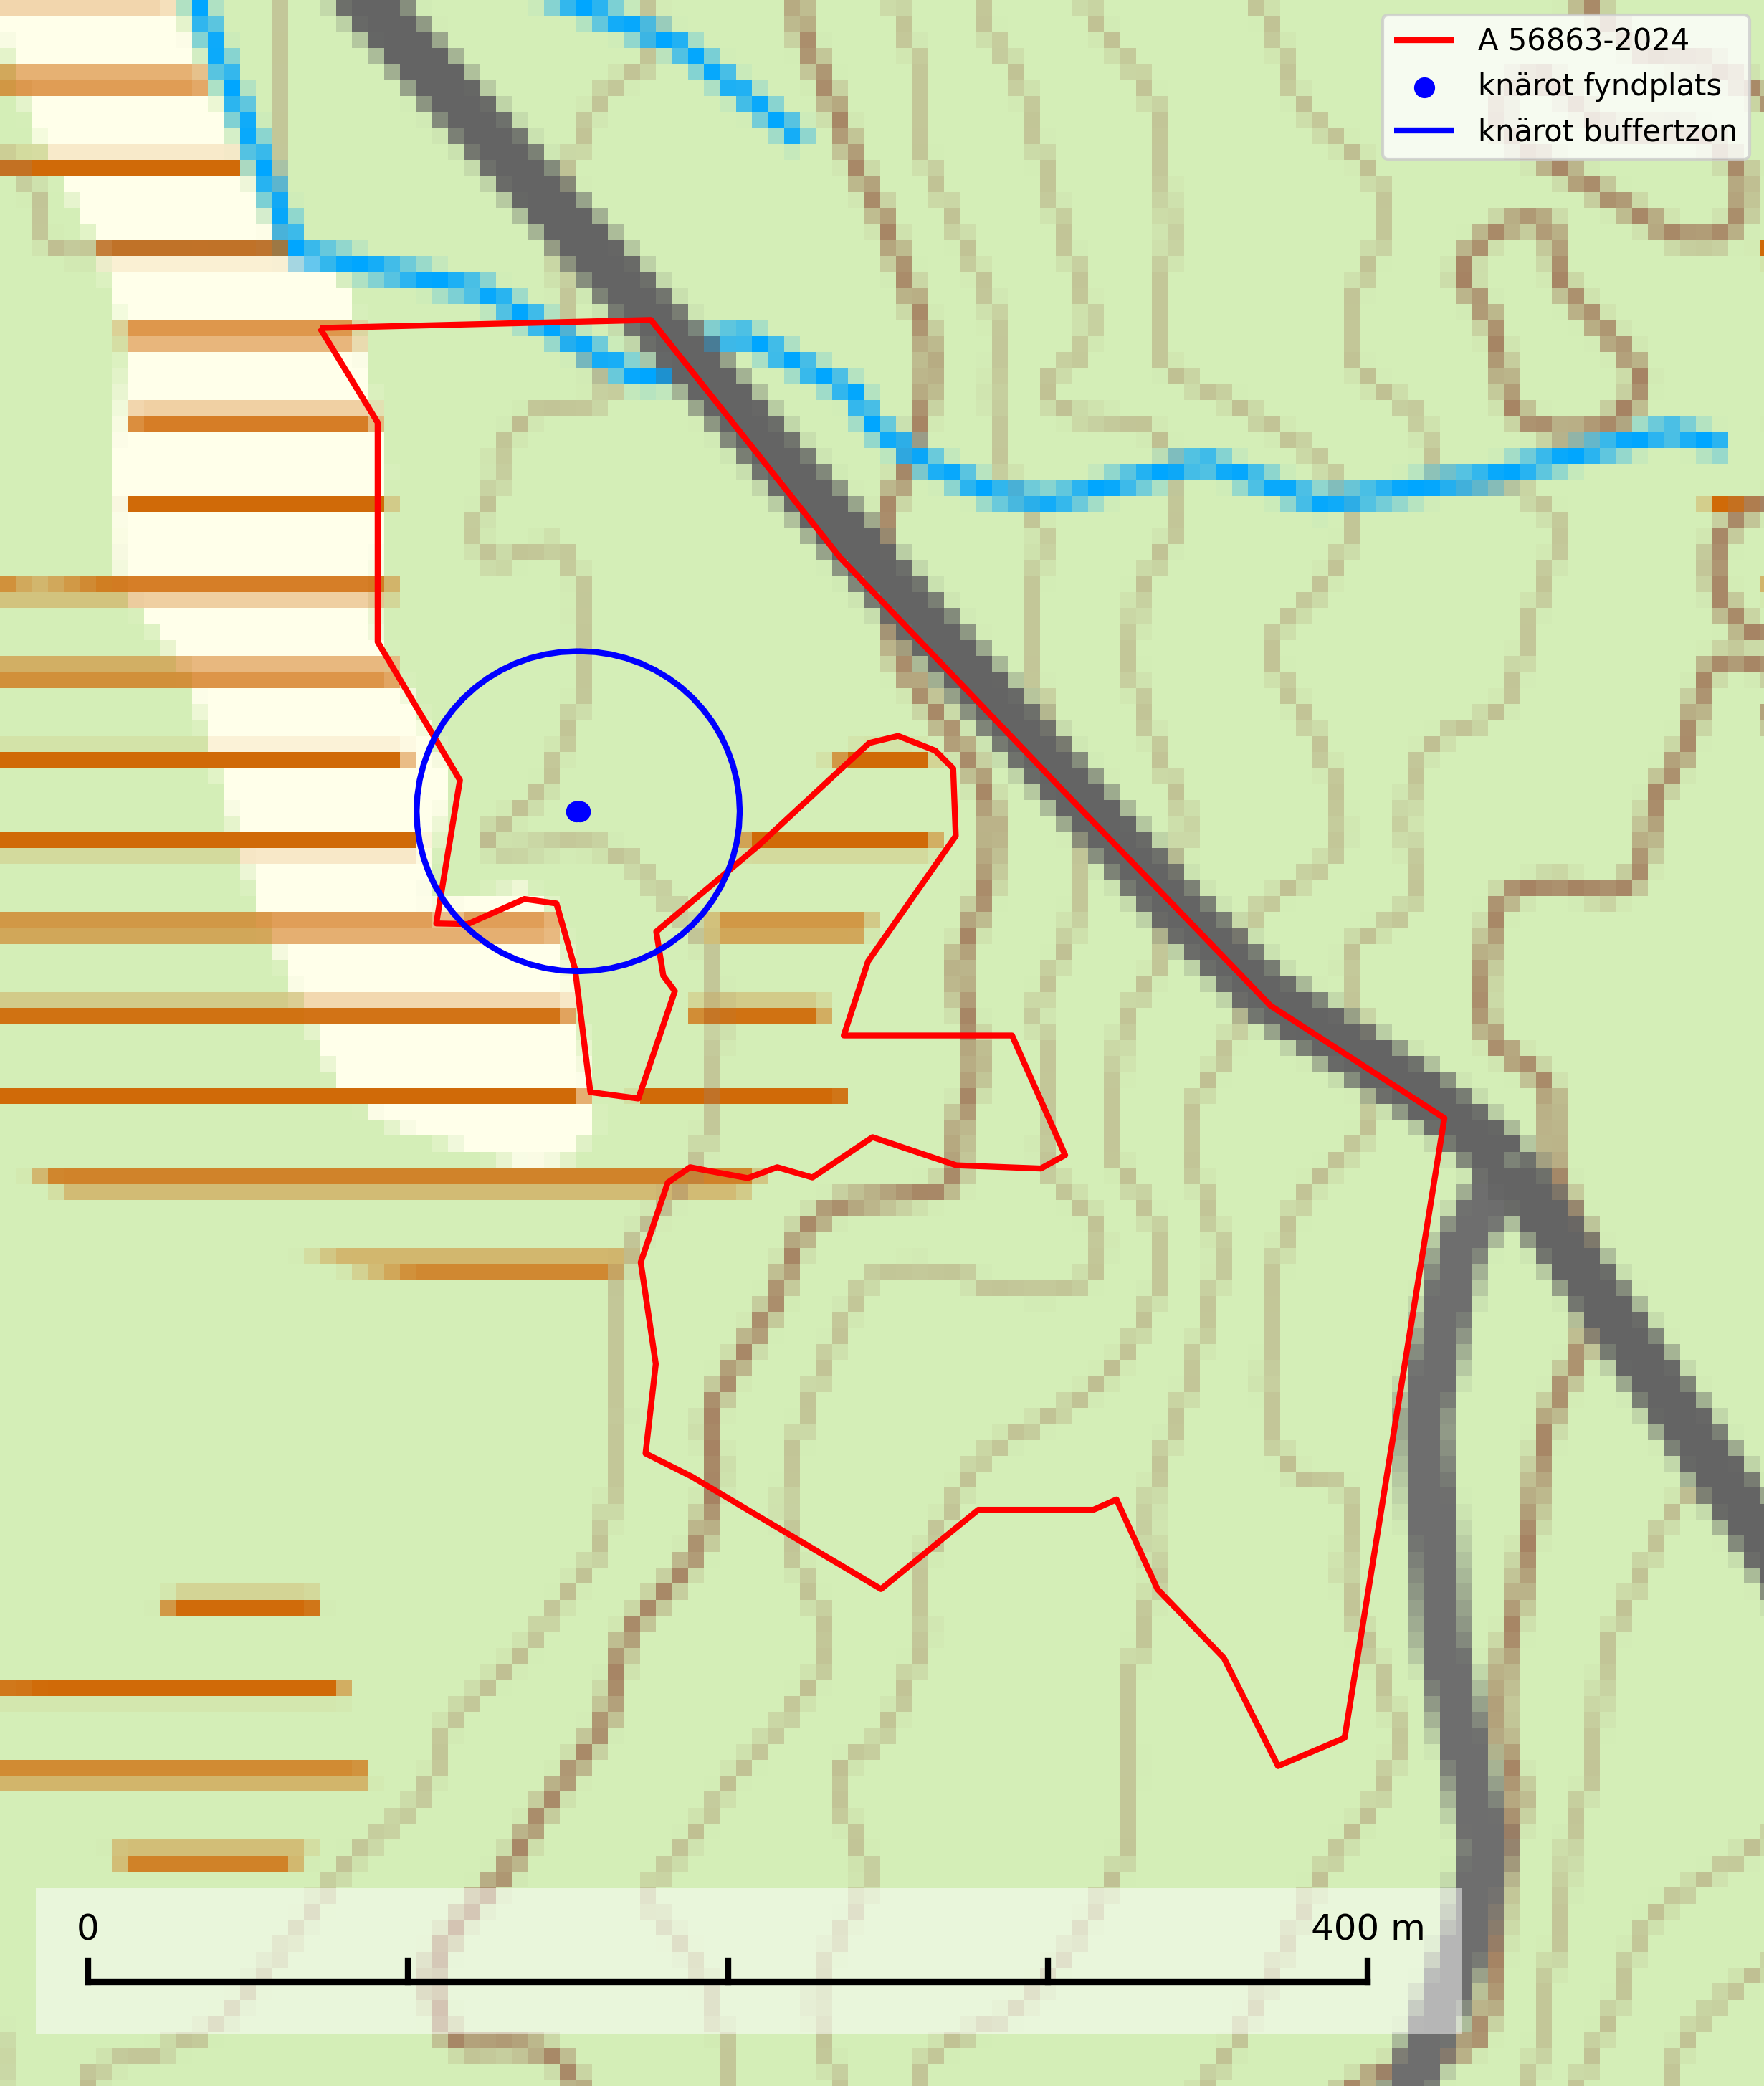 A 56863-2024
knärot fyndplats
knärot buffertzon
0
400 m